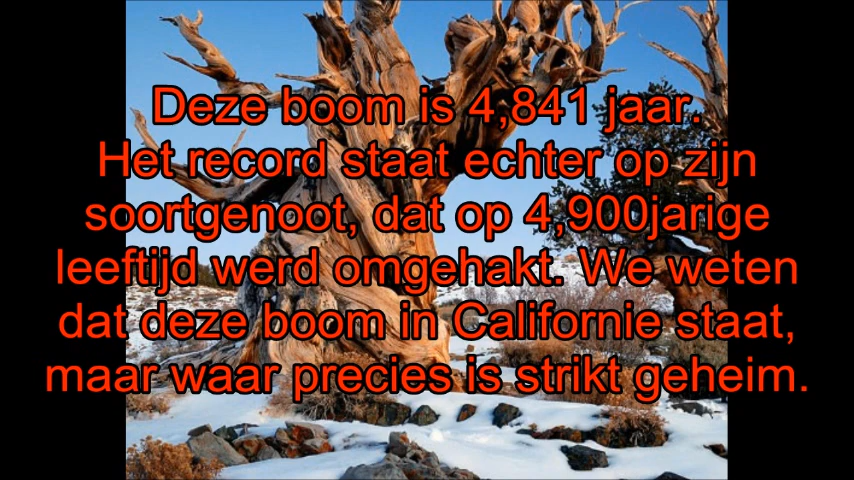 Deze boom is 4,841 jaar.
Het record staat echter op zijn
soortgenoot, dat op 4,900jarige
leeftijd werd omgehakt. We weten
dat deze boom in Californie staat,
maar waar precies is strikt geheim.